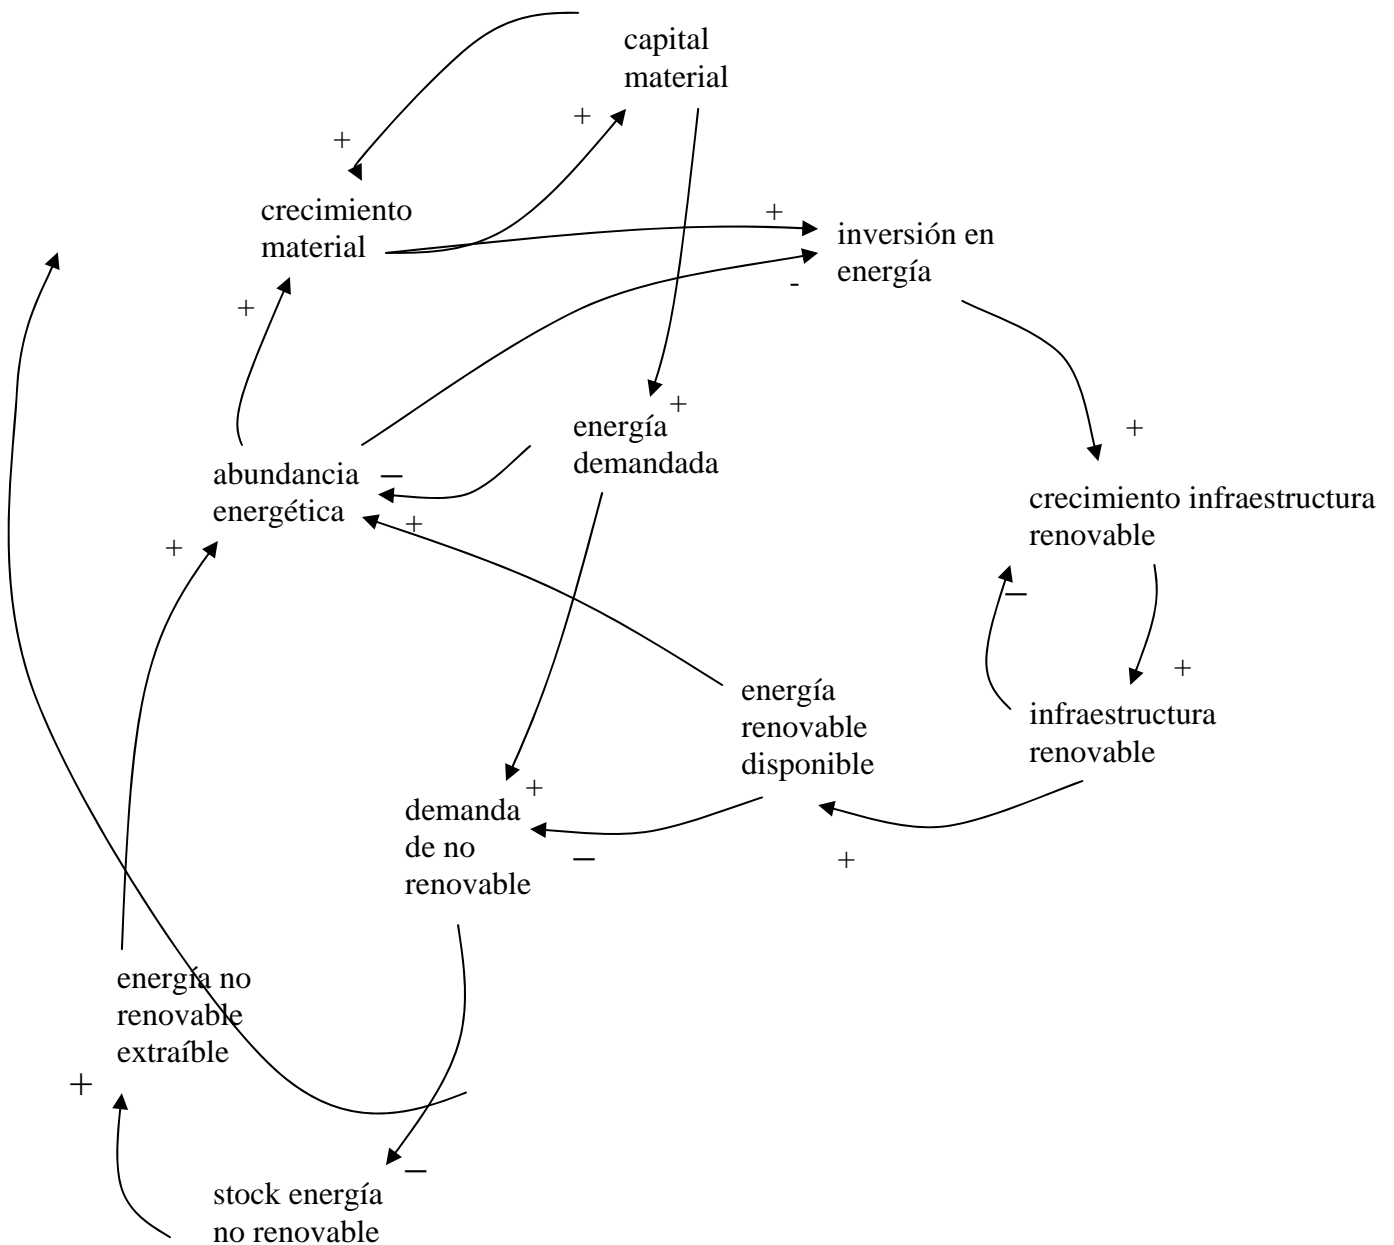 capital
material
+
+
crecimiento
material
+
inversión en
energía
-
+
+
energía
demandada
+
abundancia
energética
–
+
crecimiento infraestructura
renovable
+
–
+
energía
renovable
disponible
infraestructura
renovable
+
demanda
de no
renovable
–
+
energía no
renovable
extraíble
+
–
stock energía
no renovable